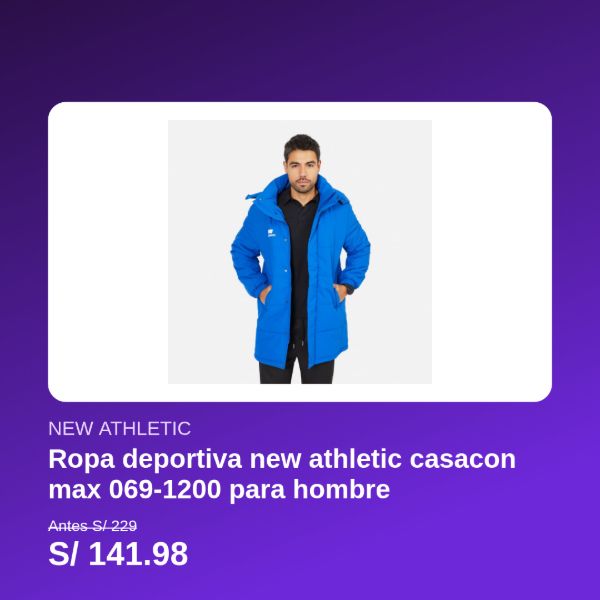 NEW ATHLETIC
Ropa deportiva new athletic casacon
max 069-1200 para hombre
Antes S/ 229
S/ 141.98